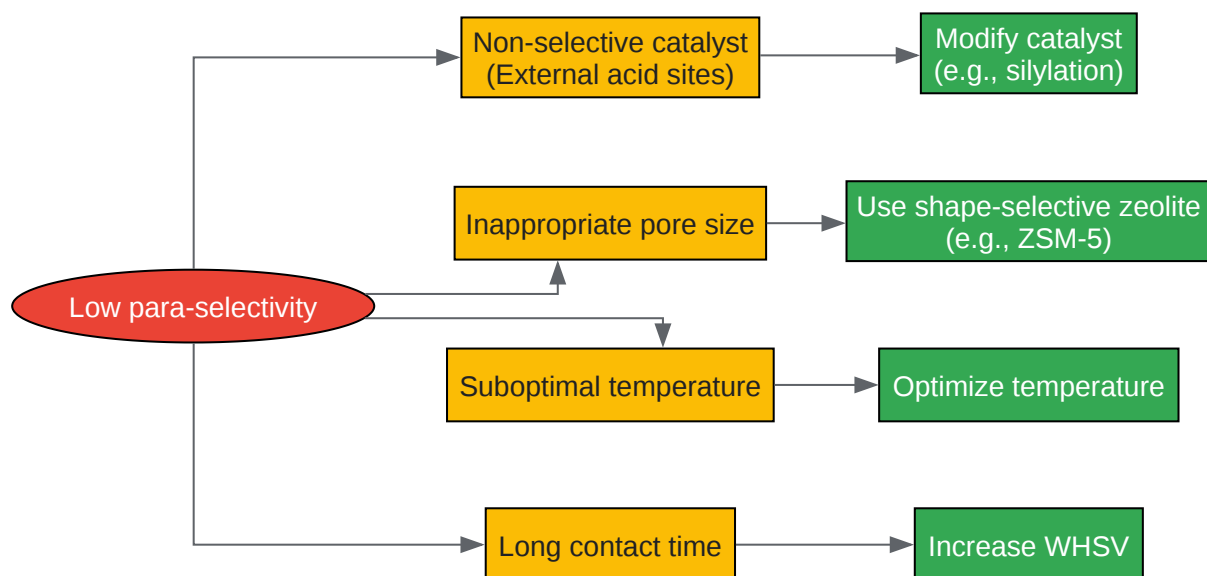 Non-selective catalyst
(External acid sites)
Modify catalyst
(e.g., silylation)
Inappropriate pore size
Use shape-selective zeolite
(e.g., ZSM-5)
Low para-selectivity
Suboptimal temperature
Optimize temperature
Long contact time
Increase WHSV